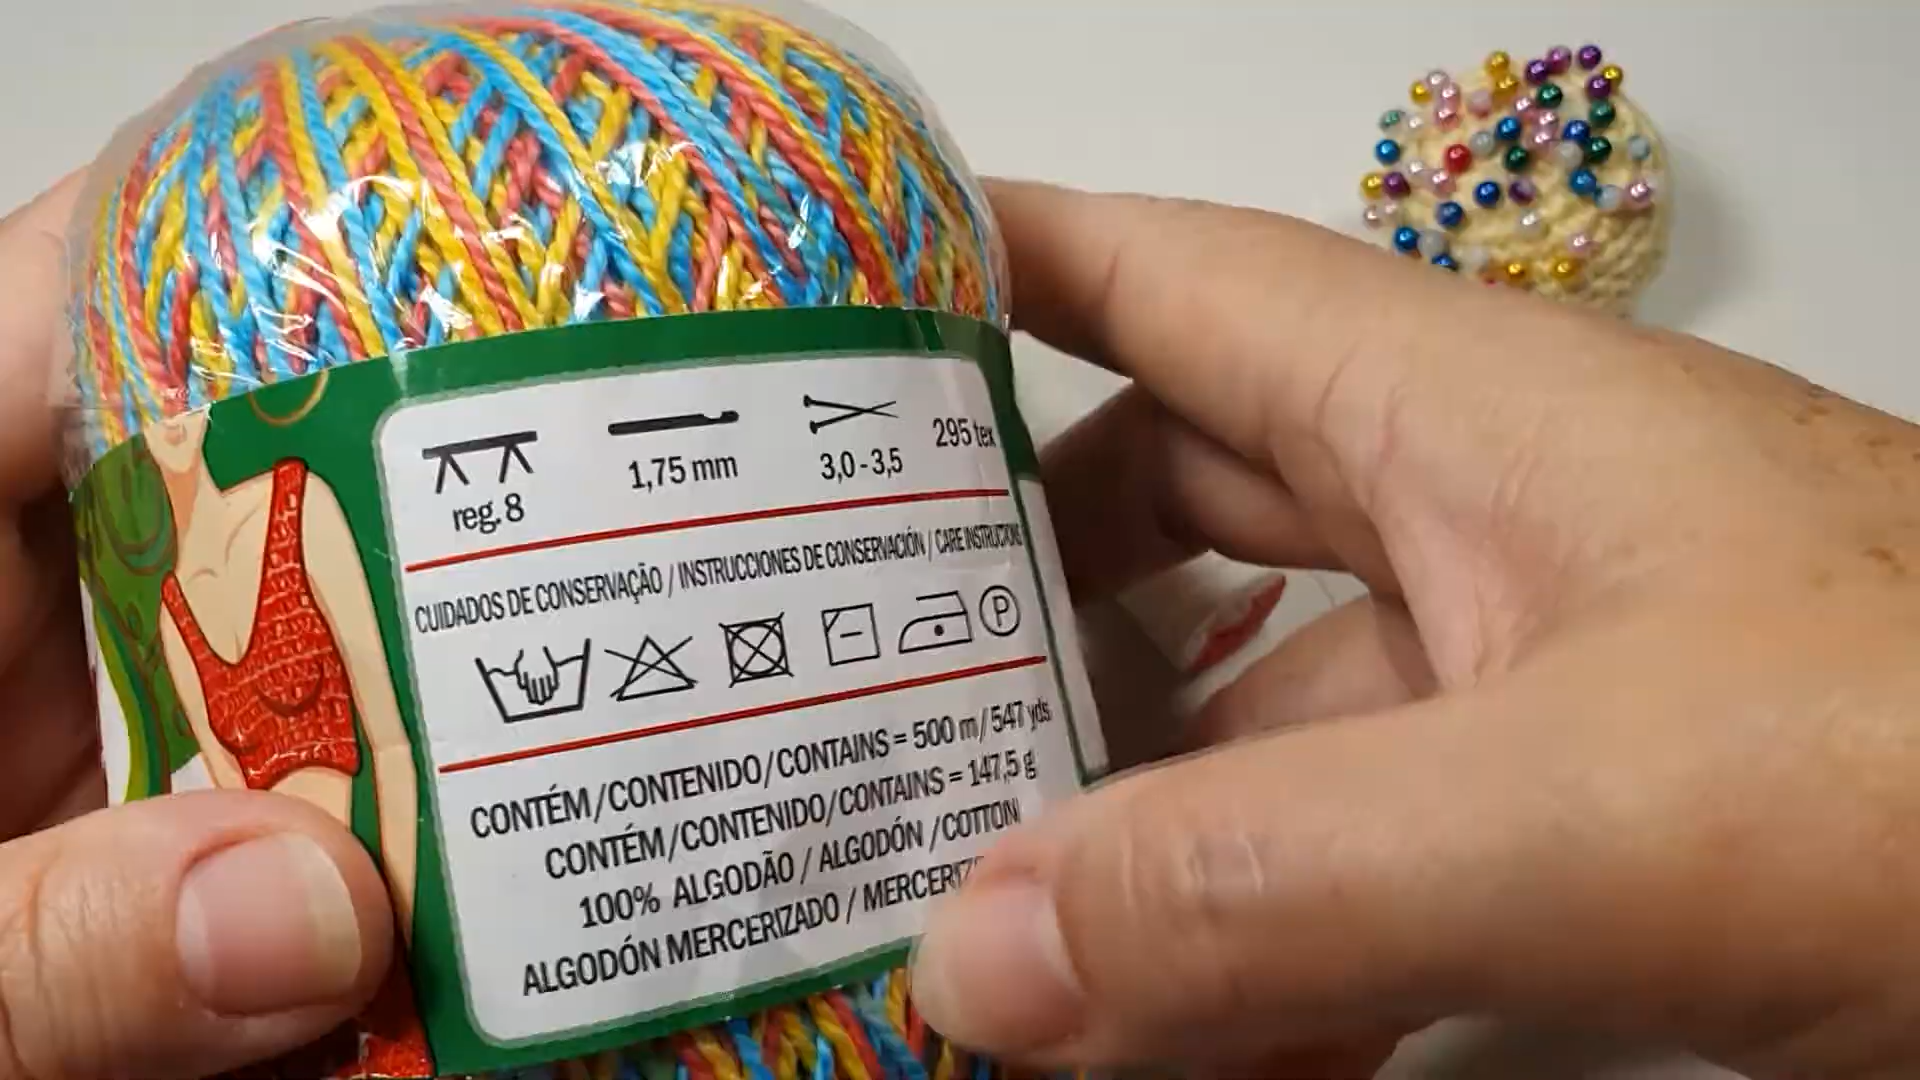 reg. 8
1,75 mm
3,0 - 3,5
295 tex
CUIDADOS DE CONSERVAÇÃO / INSTRUCCIONES DE CONSERVACIÓN / CARE INSTRUCTIONS
P
CONTÉM / CONTENIDO / CONTAINS = 500 m / 547 yds
CONTÉM / CONTENIDO / CONTAINS = 147,5 g
100% ALGODÃO / ALGODÓN / COTTON
ALGODÓN MERCERIZADO /